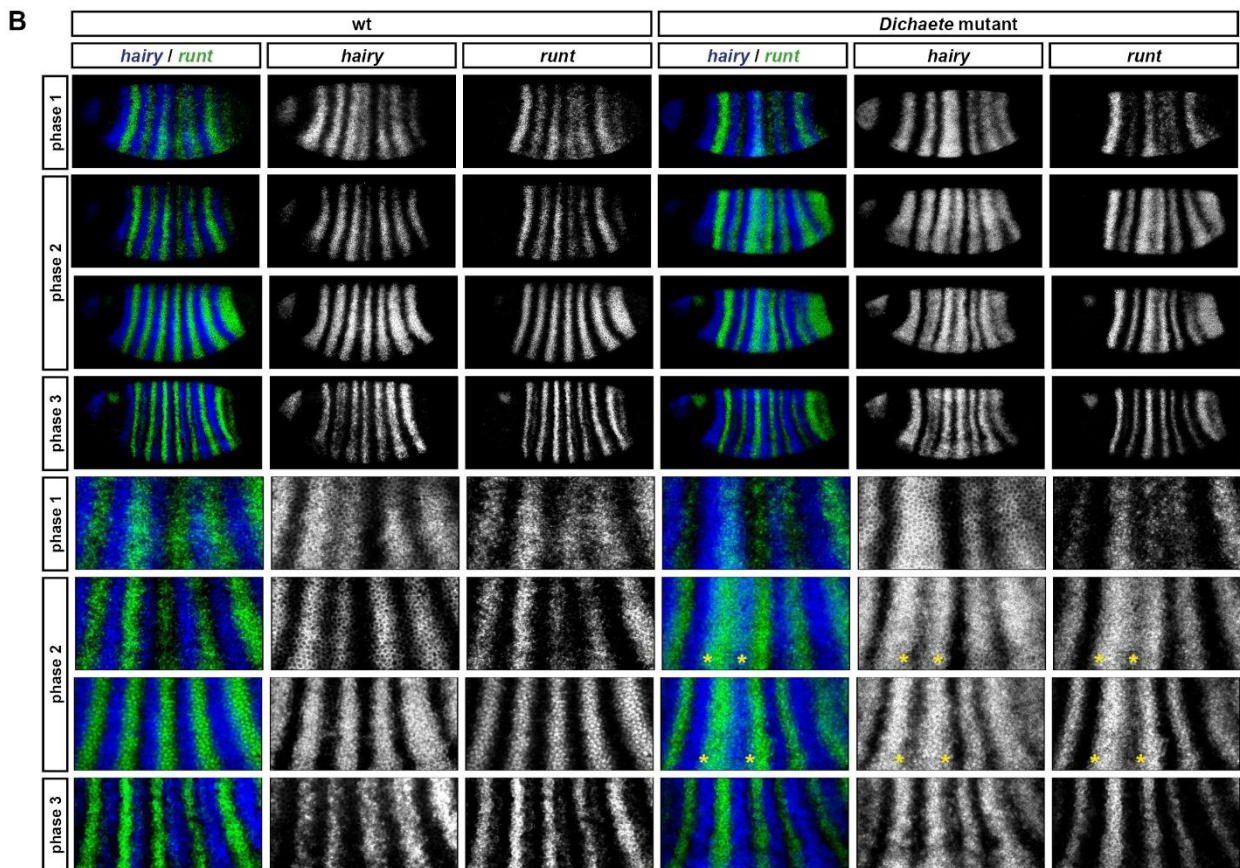 B
wt
Dichaete mutant
hairy / runt
hairy
runt
hairy / runt
hairy
runt
phase 1
phase 2
phase 3
phase 1
phase 2
phase 3
* *
* *
* *
* *
* *
* *